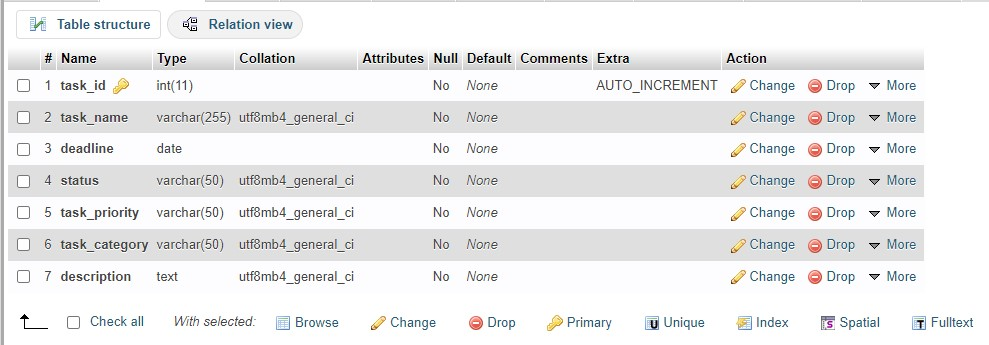 Table structure Relation view
# Name Type Collation Attributes Null Default Comments Extra Action
1 task_id int(11) No None AUTO_INCREMENT Change Drop More
2 task_name varchar(255) utf8mb4_general_ci No None Change Drop More
3 deadline date No None Change Drop More
4 status varchar(50) utf8mb4_general_ci No None Change Drop More
5 task_priority varchar(50) utf8mb4_general_ci No None Change Drop More
6 task_category varchar(50) utf8mb4_general_ci No None Change Drop More
7 description text utf8mb4_general_ci No None Change Drop More
Check all With selected: Browse Change Drop Primary U Unique Index S Spatial T Fulltext